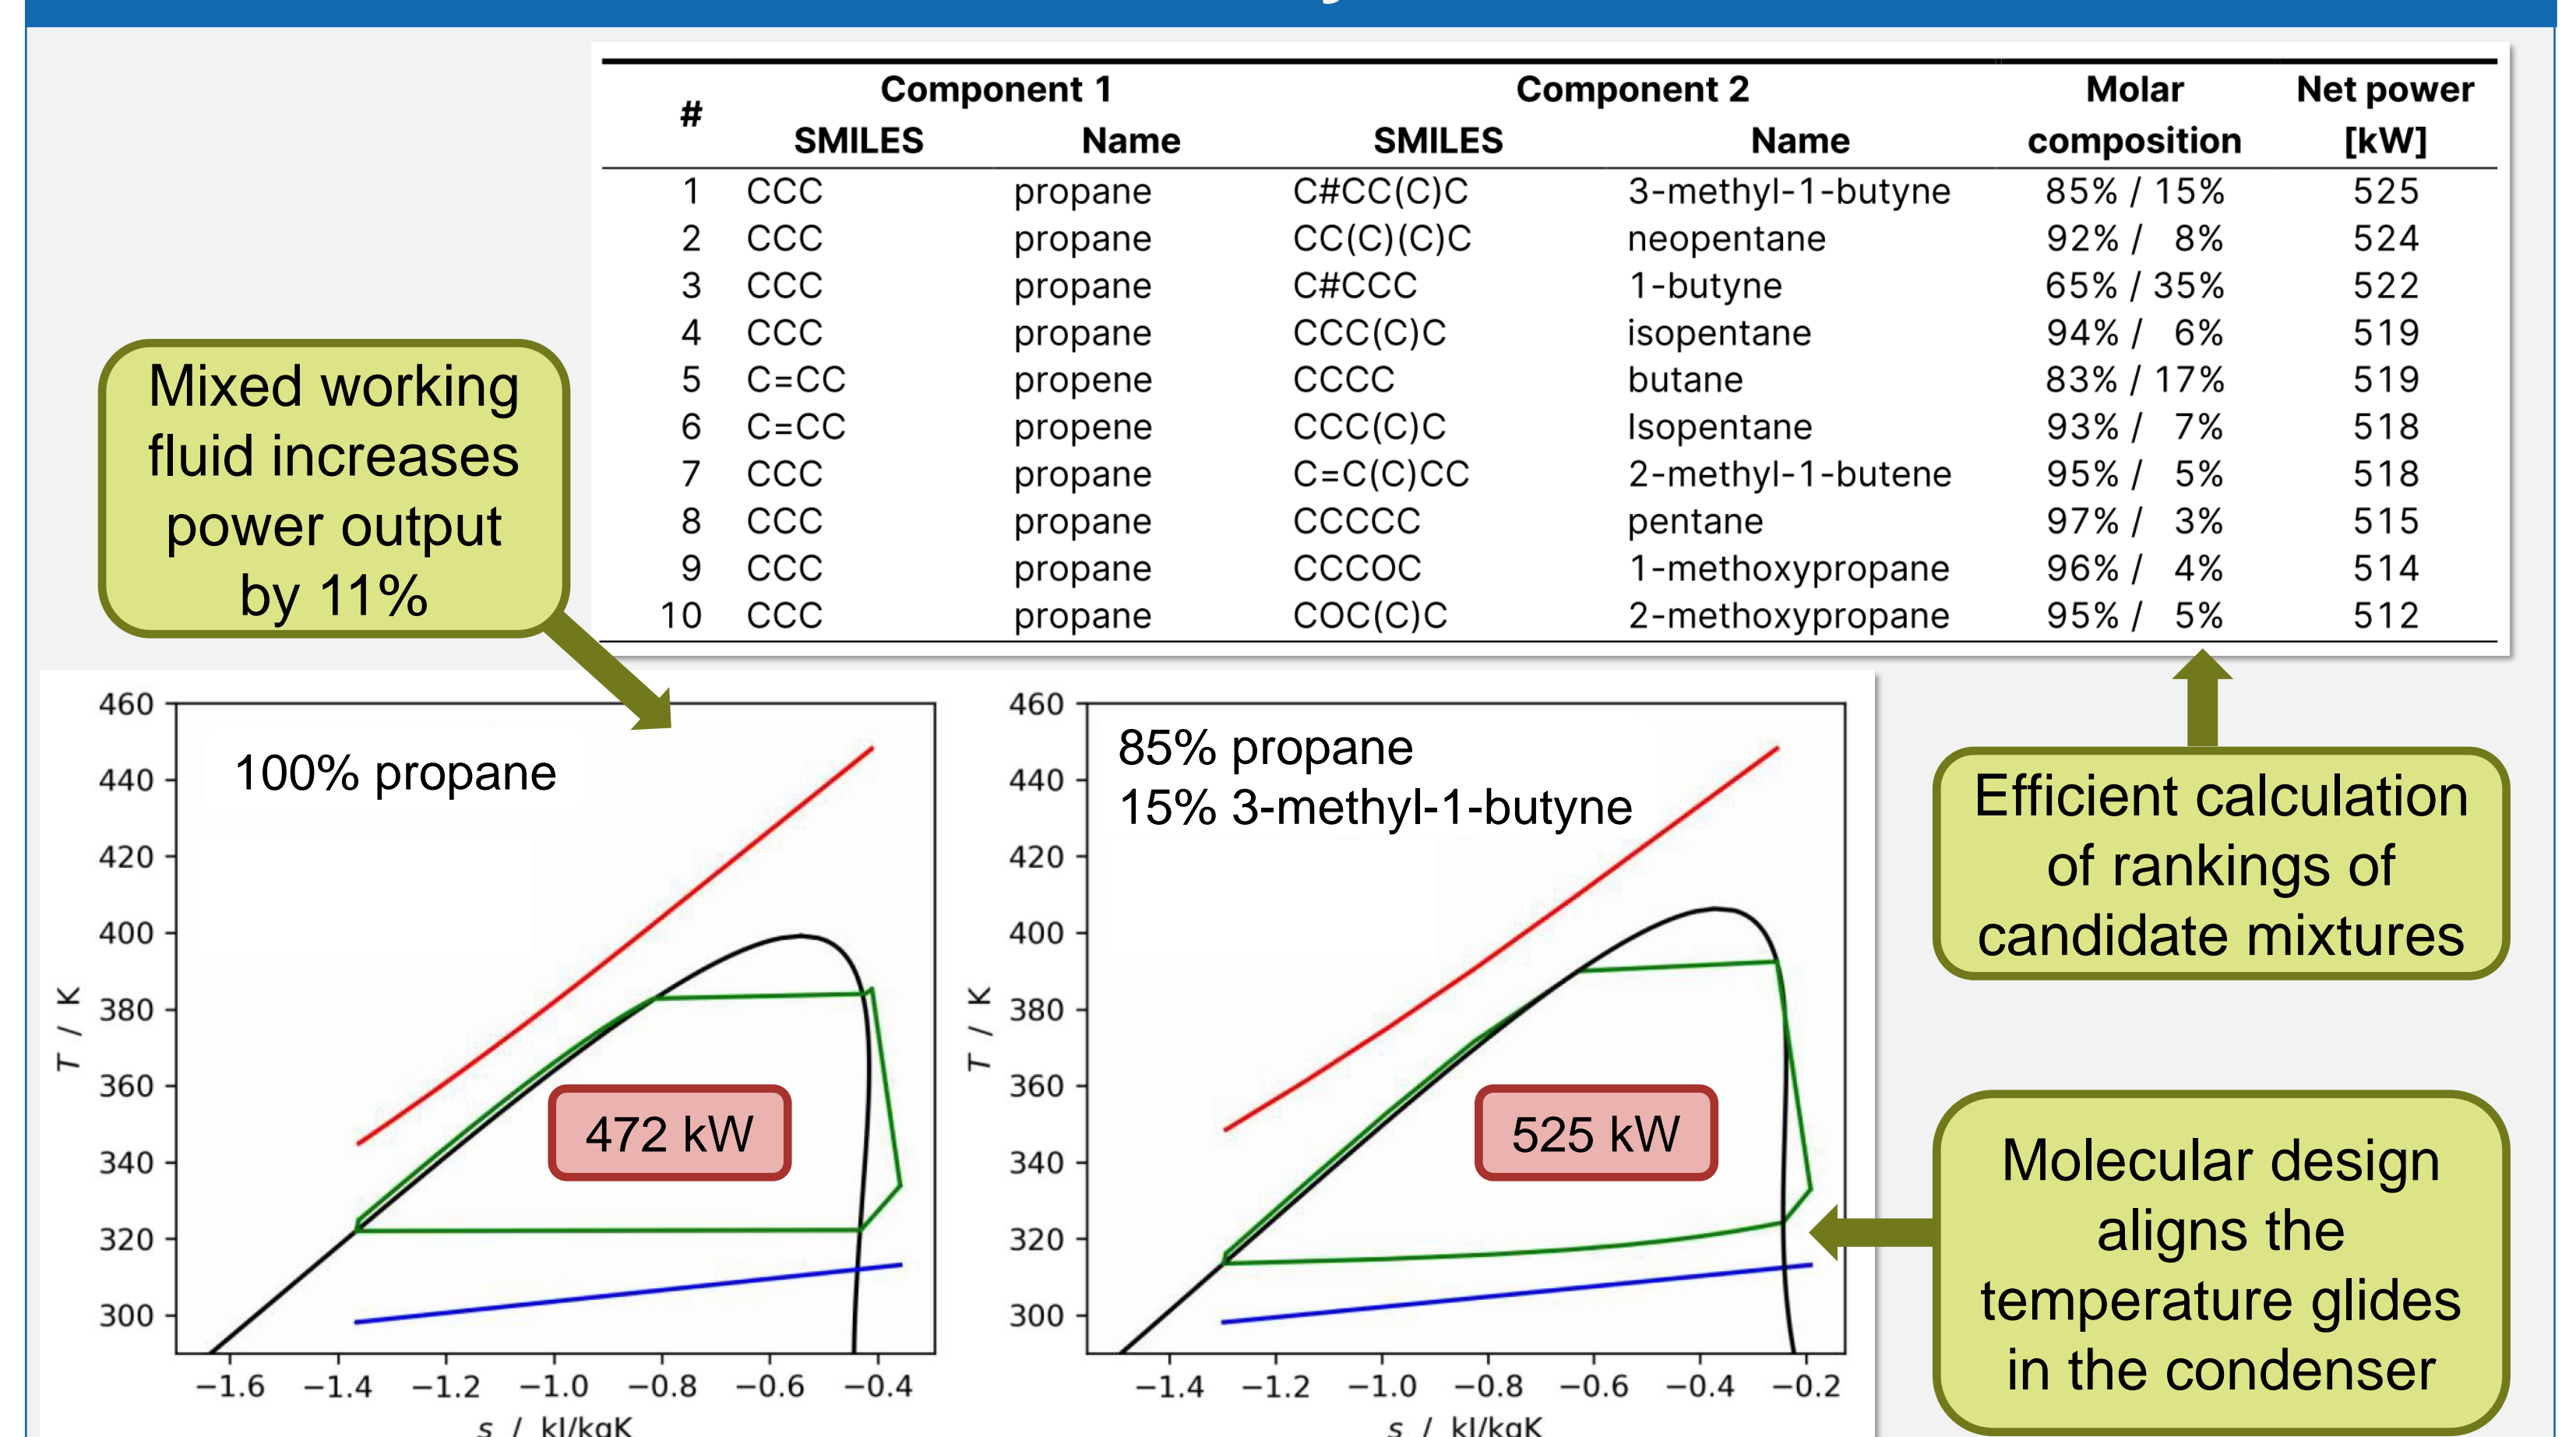 Component 1 Component 2 Molar Net power
# SMILES Name SMILES Name composition [kW]
1 CCC propane C#CC(C)C 3-methyl-1-butyne 85% / 15% 525
2 CCC propane CC(C)(C)C neopentane 92% / 8% 524
3 CCC propane C#CCC 1-butyne 65% / 35% 522
4 CCC propane CCC(C)C isopentane 94% / 6% 519
5 C=CC propene CCCC butane 83% / 17% 519
6 C=CC propene CCC(C)C Isopentane 93% / 7% 518
7 CCC propane C=C(C)CC 2-methyl-1-butene 95% / 5% 518
8 CCC propane CCCCC pentane 97% / 3% 515
9 CCC propane CCCOC 1-methoxypropane 96% / 4% 514
10 CCC propane COC(C)C 2-methoxypropane 95% / 5% 512
Mixed working
fluid increases
power output
by 11%
460
440
420
400
380
360
340
320
300
T / K
100% propane
472 kW
−1.6 −1.4 −1.2 −1.0 −0.8 −0.6 −0.4
s / kJ/kgK
460
440
420
400
380
360
340
320
300
T / K
85% propane
15% 3-methyl-1-butyne
525 kW
−1.4 −1.2 −1.0 −0.8 −0.6 −0.4 −0.2
s / kJ/kgK
Efficient calculation
of rankings of
candidate mixtures
Molecular design
aligns the
temperature glides
in the condenser